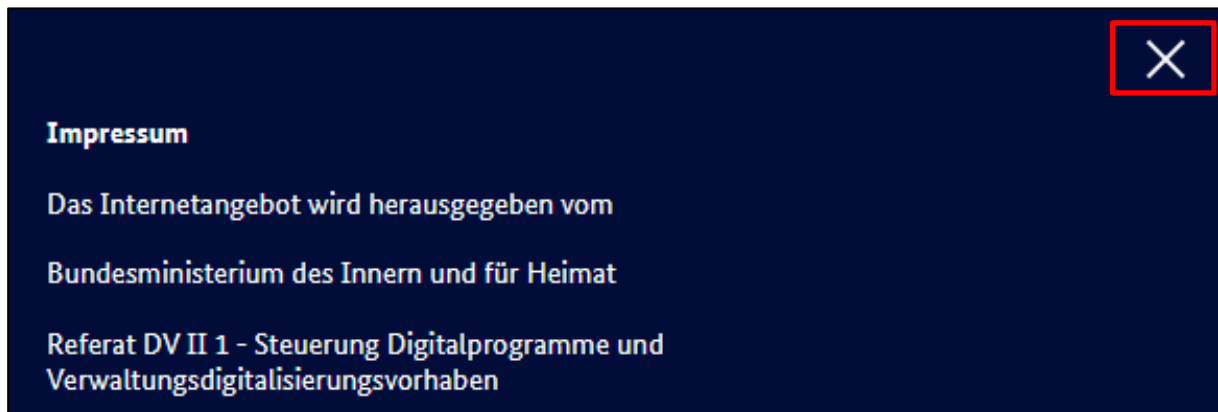 Impressum
Das Internetangebot wird herausgegeben vom
Bundesministerium des Innern und für Heimat
Referat DV II 1 - Steuerung Digitalprogramme und
Verwaltungsdigitalisierungsvorhaben